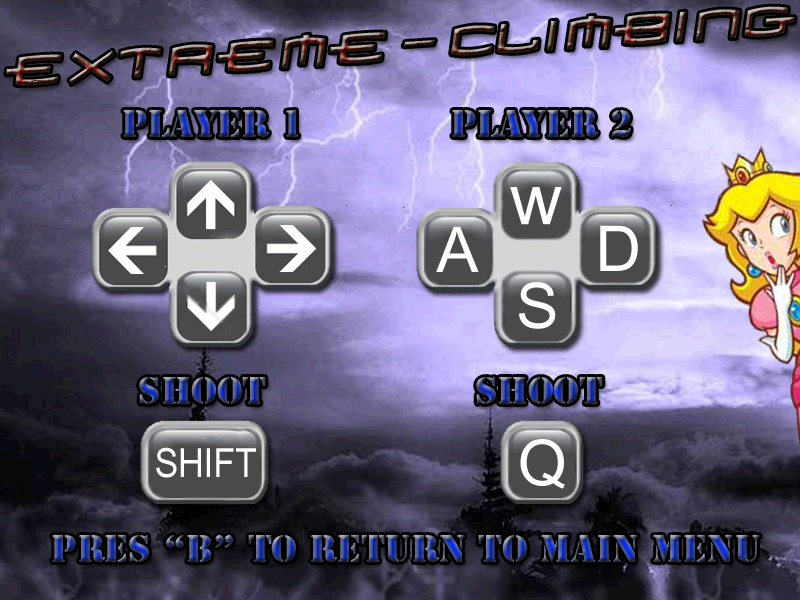 EXTREME-CLIMBING
PLAYER 1
PLAYER 2
W
A
D
S
SHOOT
SHOOT
SHIFT
Q
PRES “B” TO RETURN TO MAIN MENU